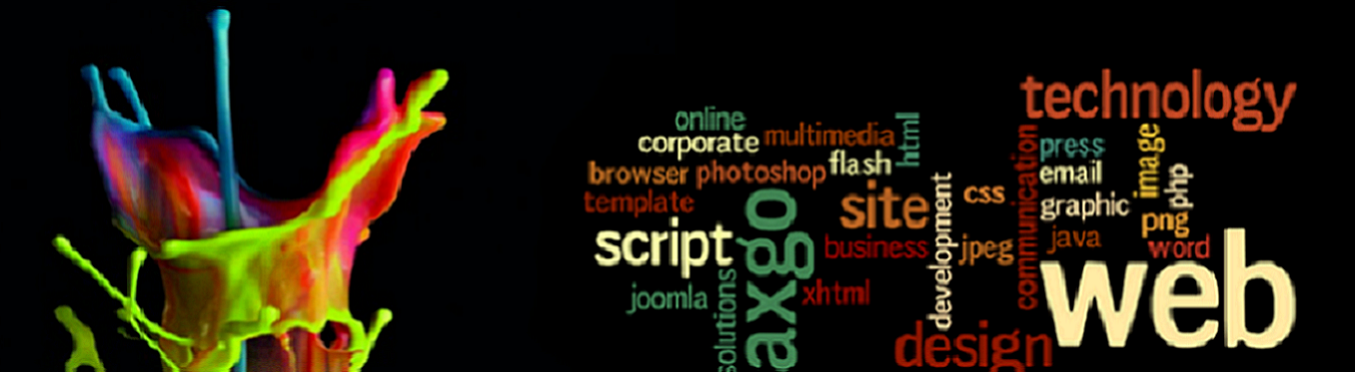 technology
online
corporate
multimedia
html
browser
photoshop
flash
template
script
axgo
site
business
joomla
solutions
xhtml
development
css
jpeg
design
communication
press
email
graphic
java
image
php
png
word
web